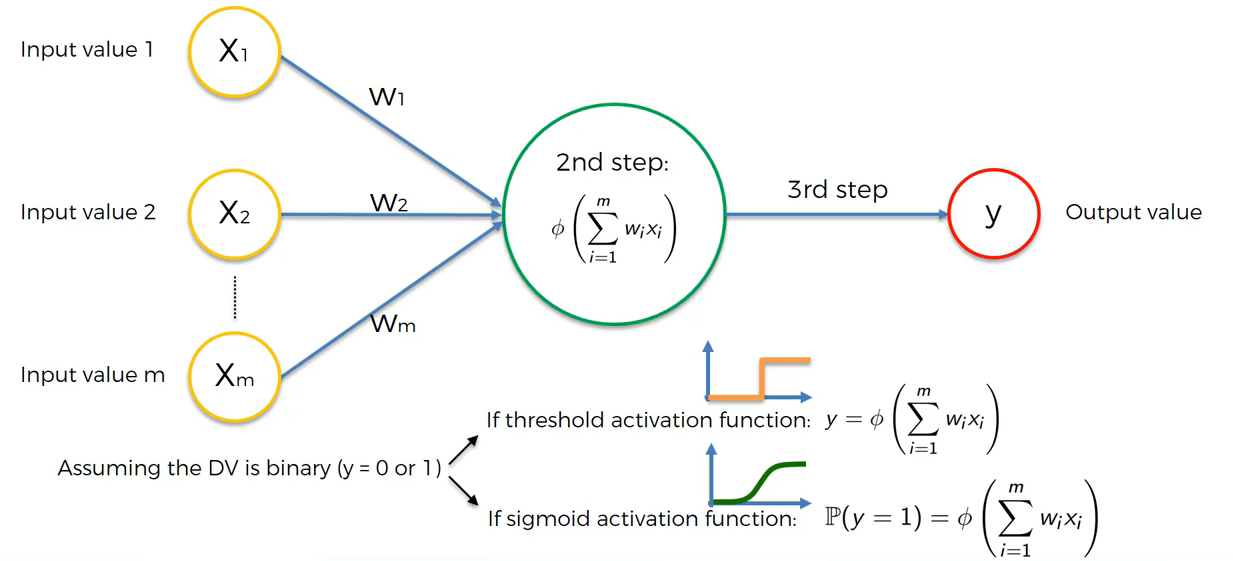 Input value 1
X1
W1
2nd step:
ϕ(∑_{i=1}^{m} w_i x_i)
3rd step
Input value 2
X2
W2
y
Output value
Wm
Input value m
Xm
If threshold activation function: y = ϕ(∑_{i=1}^{m} w_i x_i)
Assuming the DV is binary (y = 0 or 1)
If sigmoid activation function: ℙ(y = 1) = ϕ(∑_{i=1}^{m} w_i x_i)